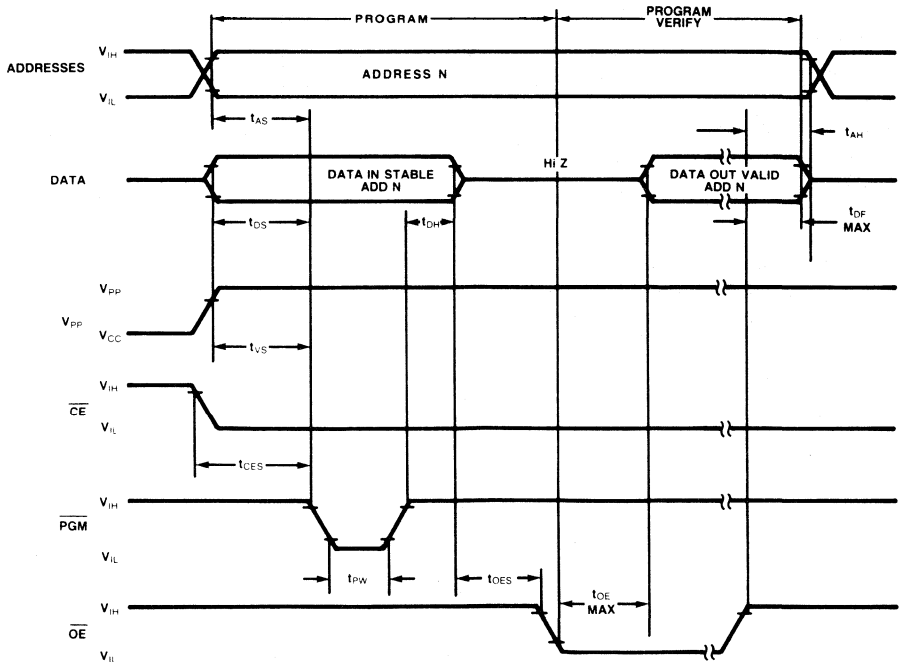 PROGRAM
PROGRAM
VERIFY
ADDRESSES
VIH
VIL
ADDRESS N
tAS
tAH
DATA
DATA IN STABLE
ADD N
Hi Z
DATA OUT VALID
ADD N
tDS
tDH
tDF
MAX
VPP
VPP
VCC
tVS
CE
VIH
VIL
tCES
PGM
VIH
VIL
tPW
tOES
tOE
MAX
OE
VIH
VIL